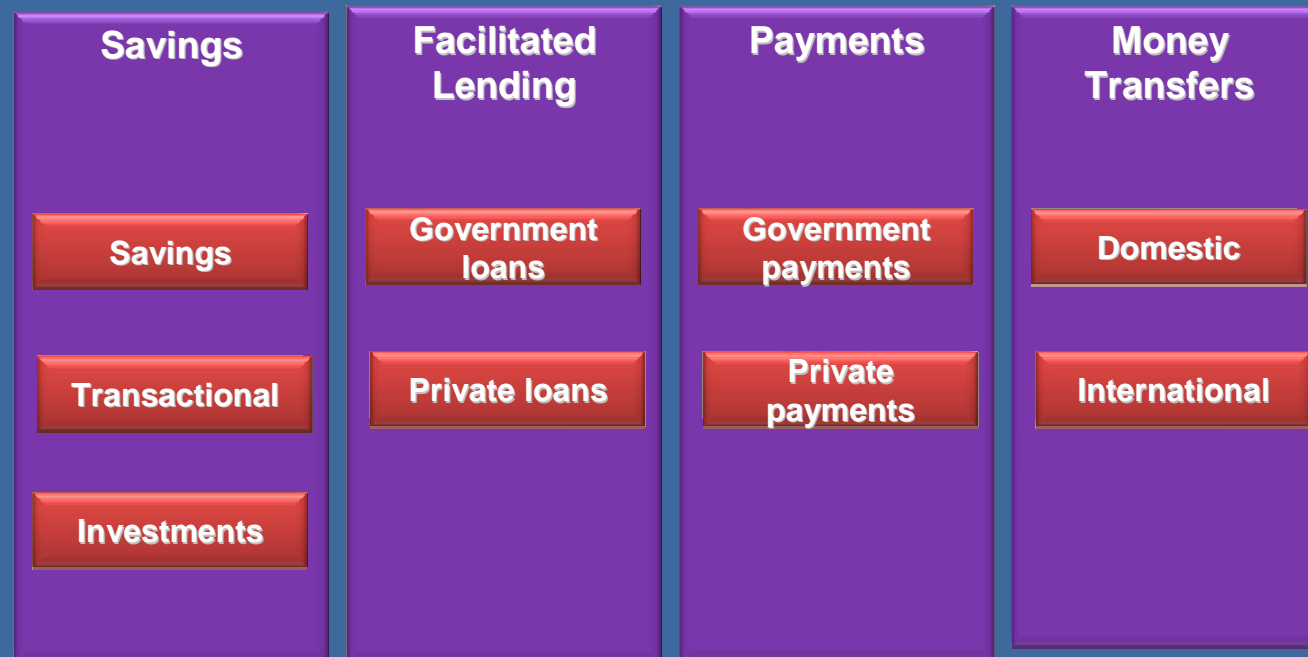 Savings
Savings
Transactional
Investments
Facilitated
Lending
Government
loans
Private loans
Payments
Government
payments
Private
payments
Money
Transfers
Domestic
International